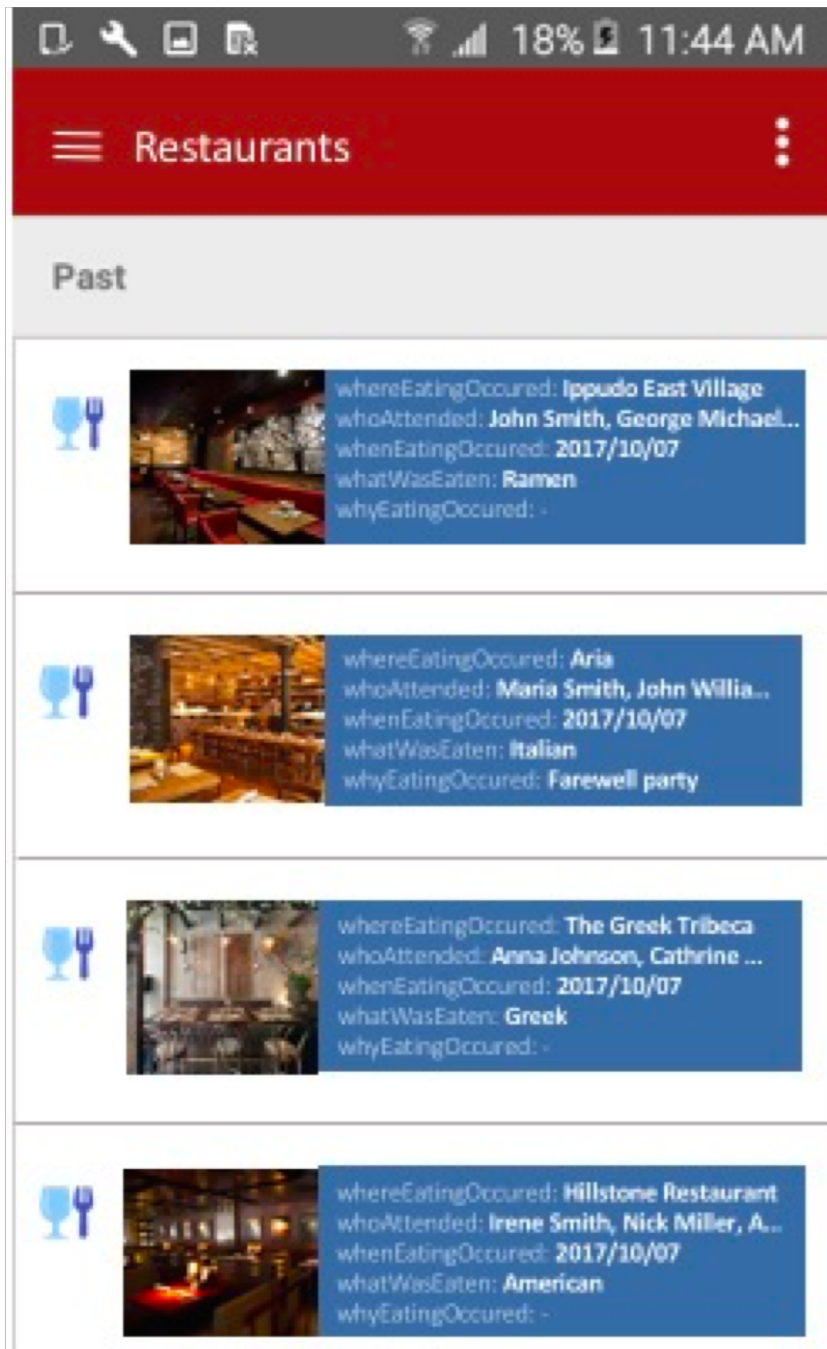 18% 11:44 AM
Restaurants
Past
whereEatingOccured: Ippudo East Village
whoAttended: John Smith, George Michael...
whenEatingOccured: 2017/10/07
whatWasEaten: Ramen
whyEatingOccured: -
whereEatingOccured: Aria
whoAttended: Maria Smith, John Willia...
whenEatingOccured: 2017/10/07
whatWasEaten: Italian
whyEatingOccured: Farewell party
whereEatingOccured: The Greek Tribeca
whoAttended: Anna Johnson, Cathrine ...
whenEatingOccured: 2017/10/07
whatWasEaten: Greek
whyEatingOccured: -
whereEatingOccured: Hillstone Restaurant
whoAttended: Irene Smith, Nick Miller, A...
whenEatingOccured: 2017/10/07
whatWasEaten: American
whyEatingOccured: -